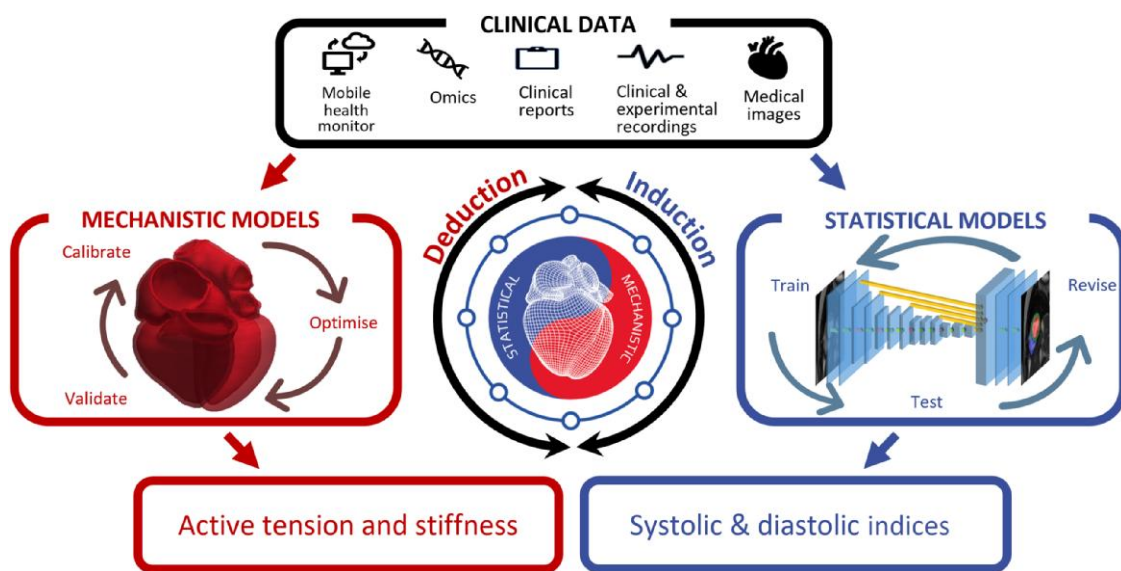 CLINICAL DATA
Mobile
health
monitor
Omics
Clinical
reports
Clinical &
experimental
recordings
Medical
images
Deduction
Induction
MECHANISTIC MODELS
Calibrate
Optimise
Validate
STATISTICAL
MECHANISTIC
STATISTICAL MODELS
Train
Revise
Test
Active tension and stiffness
Systolic & diastolic indices